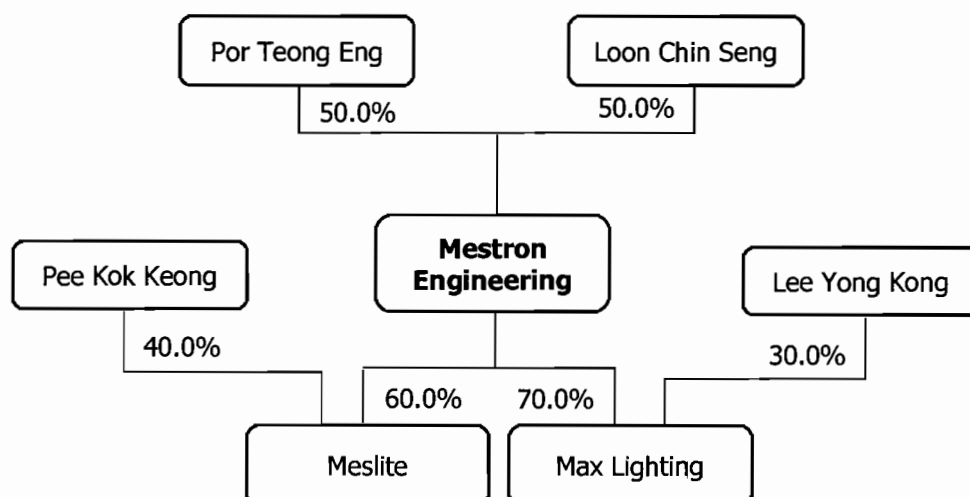 Por Teong Eng
Loon Chin Seng
50.0%
50.0%
Mestron
Engineering
Pee Kok Keong
Lee Yong Kong
40.0%
30.0%
60.0%
70.0%
Meslite
Max Lighting